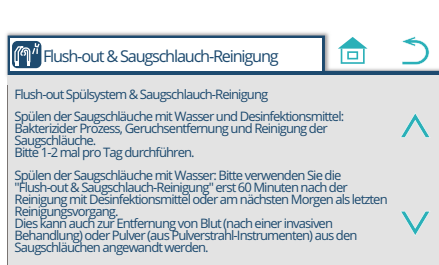 Flush-out & Saugschlauch-Reinigung
Flush-out Spülsystem & Saugschlauch-Reinigung
Spülen der Saugschläuche mit Wasser und Desinfektionsmittel:
Bakterizider Prozess, Geruchsentfernung und Reinigung der
Saugschläuche.
Bitte 1-2 mal pro Tag durchführen.
Spülen der Saugschläuche mit Wasser: Bitte verwenden Sie die
"Flush-out & Saugschlauch-Reinigung" erst 60 Minuten nach der
Reinigung mit Desinfektionsmittel oder am nächsten Morgen als letzten
Reinigungsvorgang.
Dies kann auch zur Entfernung von Blut (nach einer invasiven
Behandlung) oder Pulver (aus Pulverstrahl-Instrumenten) aus den
Saugschläuchen angewandt werden.